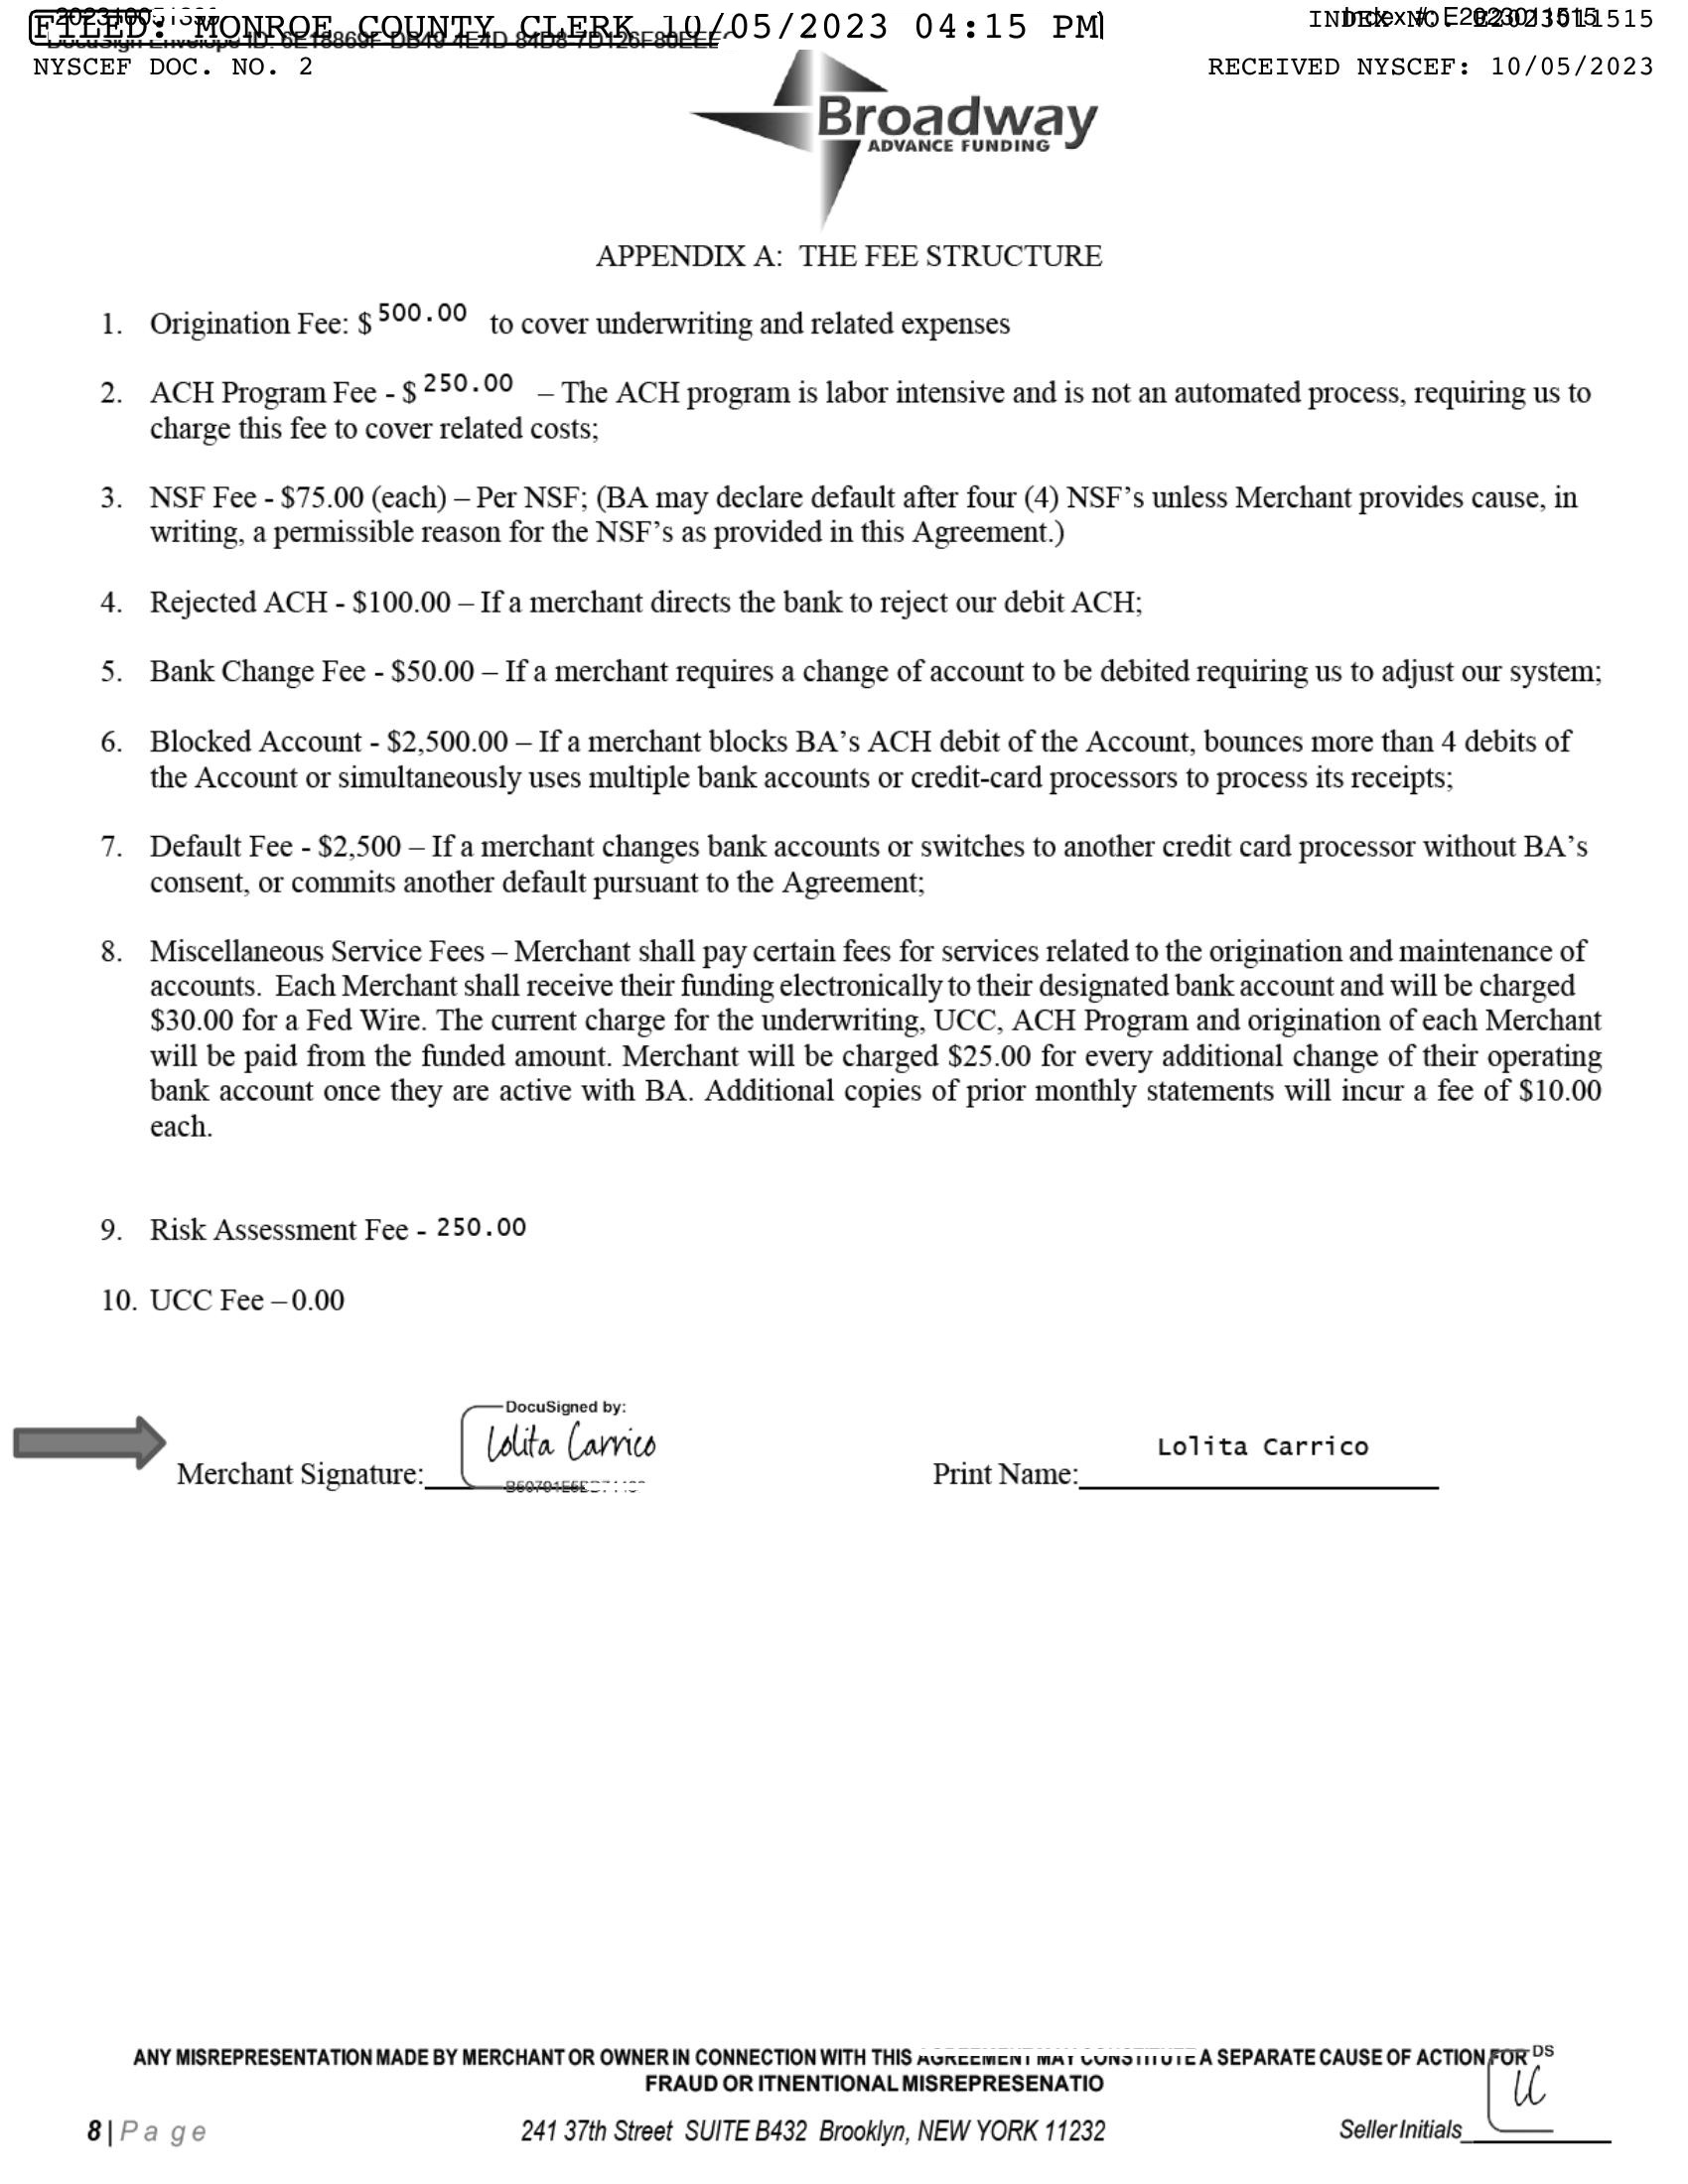 FILED: MONROE COUNTY CLERK 10/05/2023 04:15 PM
INDEX NO. E2023011515
Index #: E2023011515
NYSCEF DOC. NO. 2
RECEIVED NYSCEF: 10/05/2023
Broadway
ADVANCE FUNDING
APPENDIX A: THE FEE STRUCTURE
1. Origination Fee: $ 500.00 to cover underwriting and related expenses
2. ACH Program Fee - $ 250.00 – The ACH program is labor intensive and is not an automated process, requiring us to
charge this fee to cover related costs;
3. NSF Fee - $75.00 (each) – Per NSF; (BA may declare default after four (4) NSF’s unless Merchant provides cause, in
writing, a permissible reason for the NSF’s as provided in this Agreement.)
4. Rejected ACH - $100.00 – If a merchant directs the bank to reject our debit ACH;
5. Bank Change Fee - $50.00 – If a merchant requires a change of account to be debited requiring us to adjust our system;
6. Blocked Account - $2,500.00 – If a merchant blocks BA’s ACH debit of the Account, bounces more than 4 debits of
the Account or simultaneously uses multiple bank accounts or credit-card processors to process its receipts;
7. Default Fee - $2,500 – If a merchant changes bank accounts or switches to another credit card processor without BA’s
consent, or commits another default pursuant to the Agreement;
8. Miscellaneous Service Fees – Merchant shall pay certain fees for services related to the origination and maintenance of
accounts. Each Merchant shall receive their funding electronically to their designated bank account and will be charged
$30.00 for a Fed Wire. The current charge for the underwriting, UCC, ACH Program and origination of each Merchant
will be paid from the funded amount. Merchant will be charged $25.00 for every additional change of their operating
bank account once they are active with BA. Additional copies of prior monthly statements will incur a fee of $10.00
each.
9. Risk Assessment Fee - 250.00
10. UCC Fee – 0.00
DocuSigned by:
Lolita Carrico
Merchant Signature:
Lolita Carrico
Print Name:
ANY MISREPRESENTATION MADE BY MERCHANT OR OWNER IN CONNECTION WITH THIS AGREEMENT MAY CONSTITUTE A SEPARATE CAUSE OF ACTION FOR
FRAUD OR ITNENTIONAL MISREPRESENATIO
DS
LC
8 | Page
241 37th Street SUITE B432 Brooklyn, NEW YORK 11232
Seller Initials